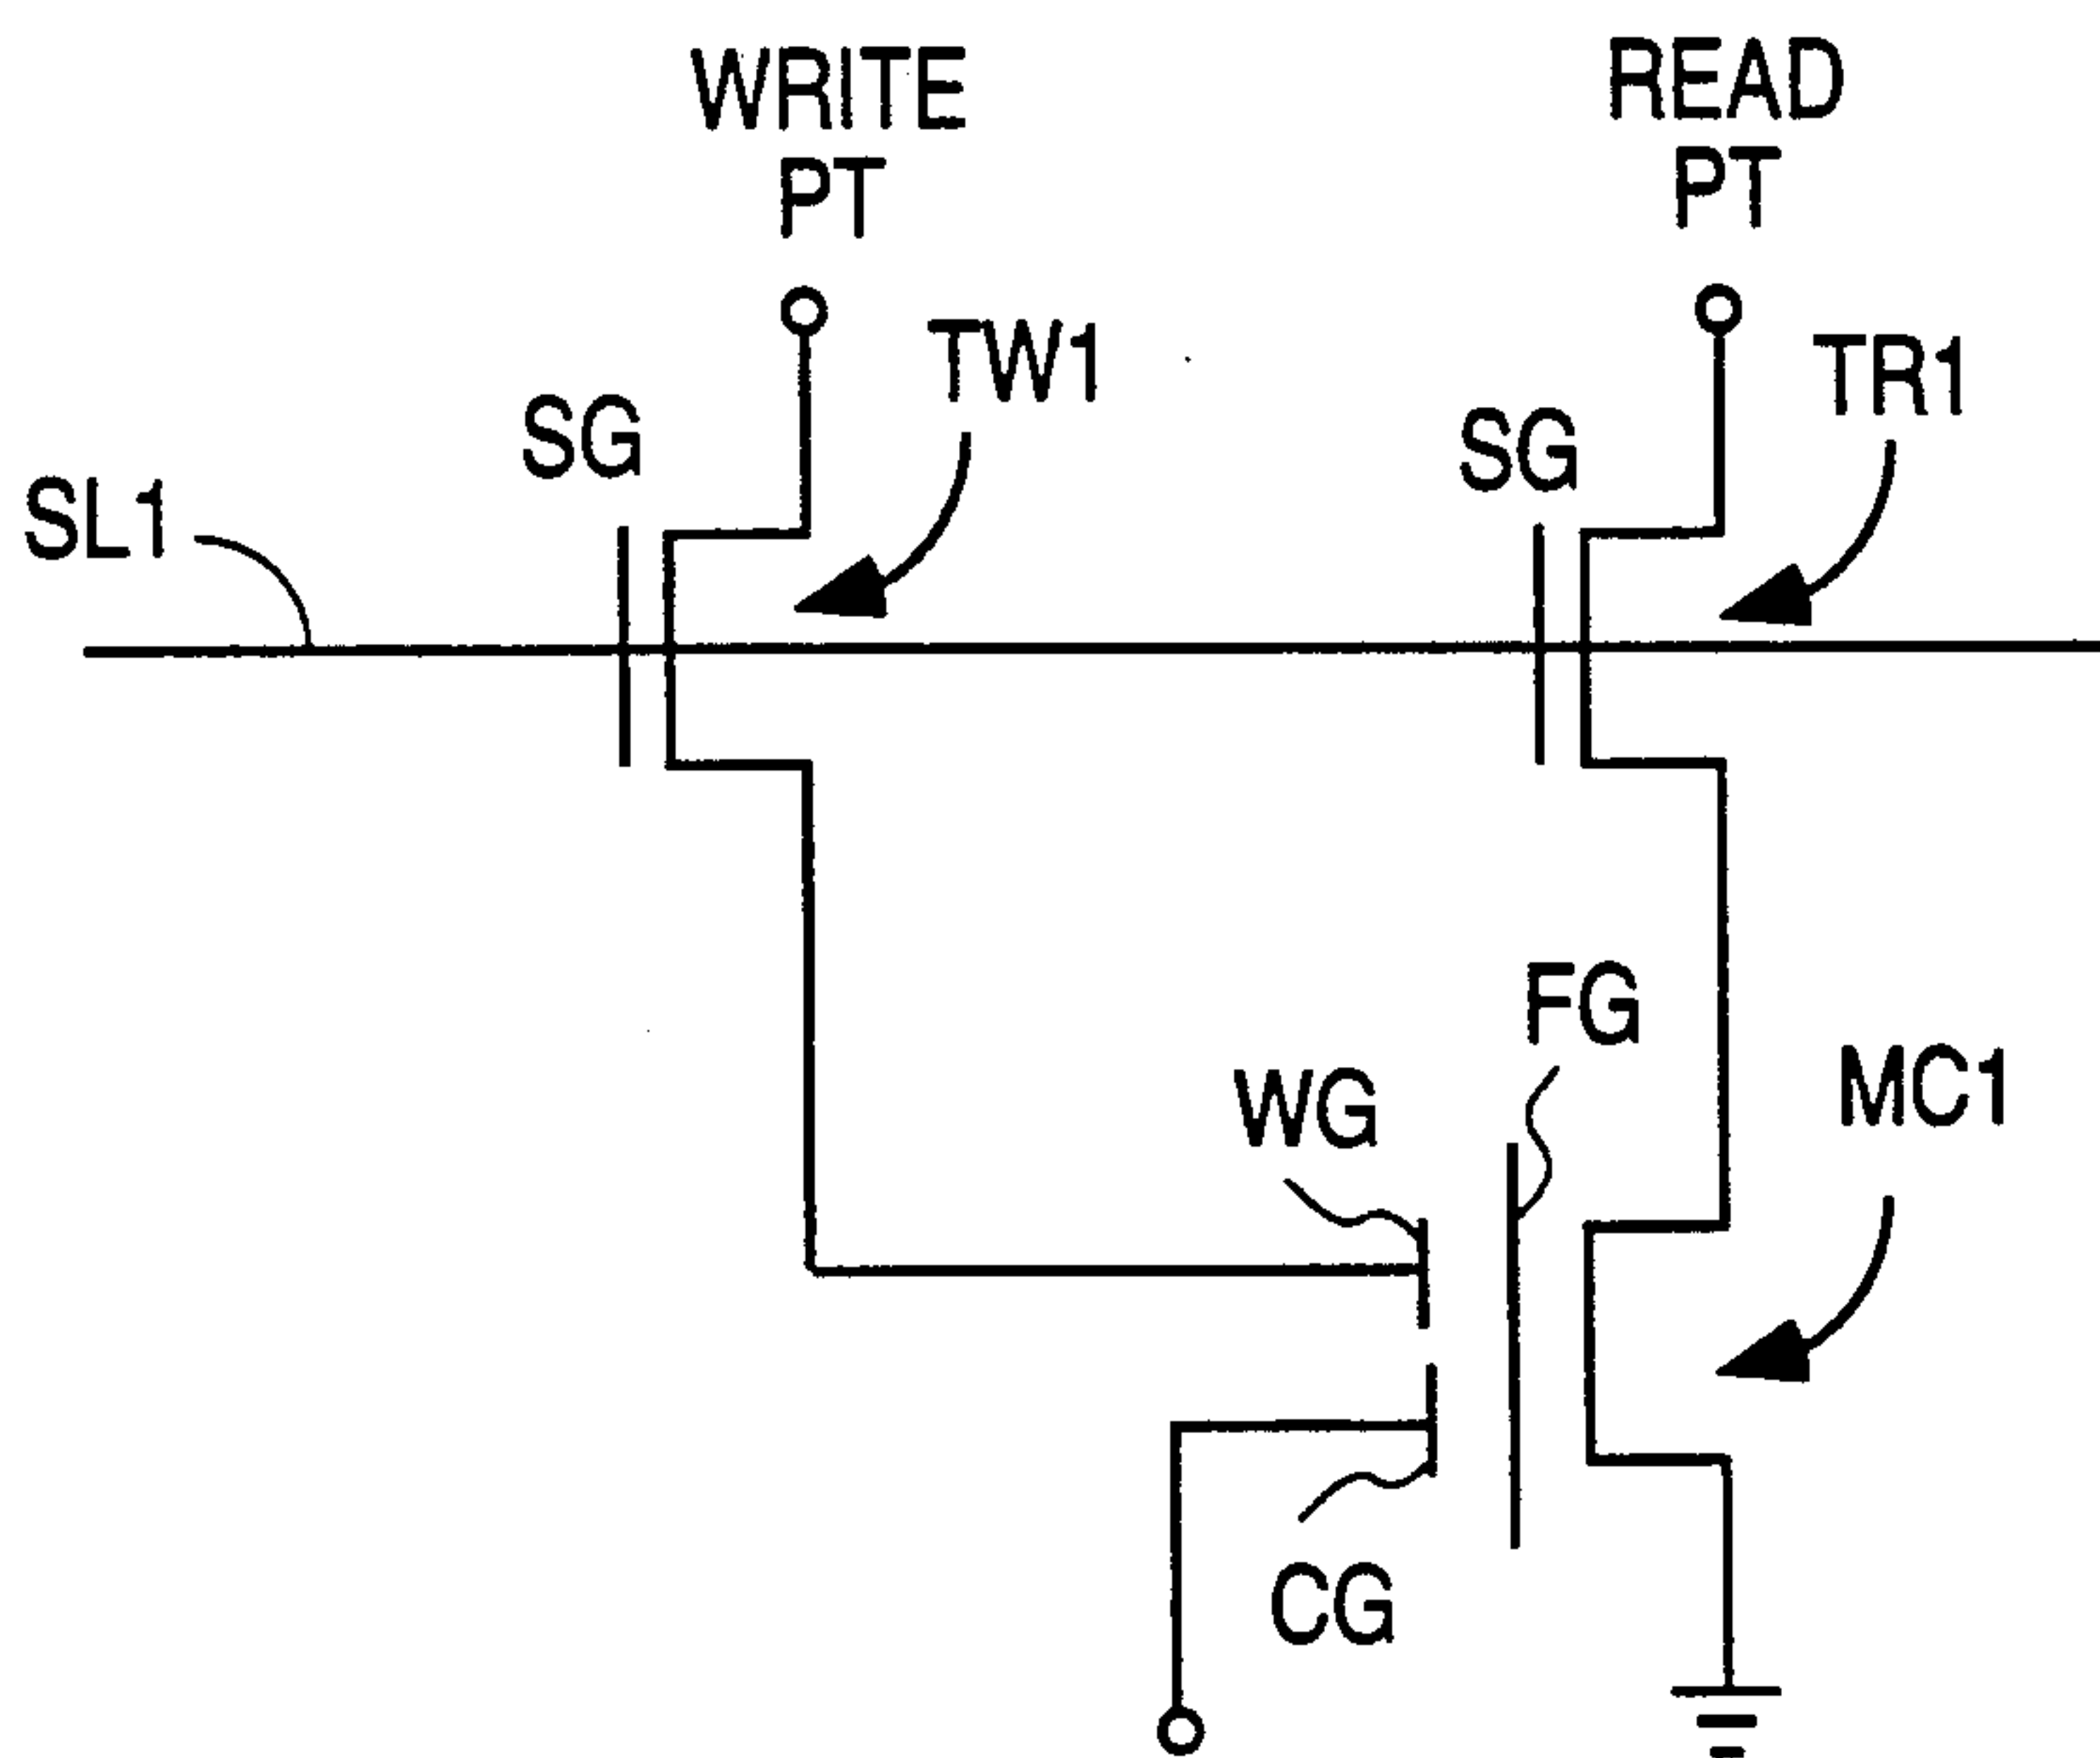 WRITE
PT
READ
PT
TW1
TR1
SG
SG
SL1
FG
WG
MC1
CG